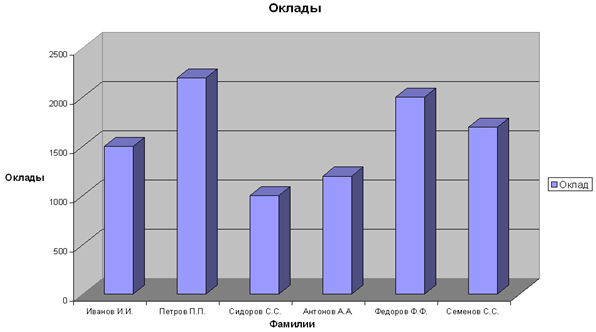 Оклады
2500
2000
1500
1000
500
0
Оклады
Оклад
Иванов И.И. Петров П.П. Сидоров С.С. Антонов А.А. Федоров Ф.Ф. Семенов С.С.
Фамилии